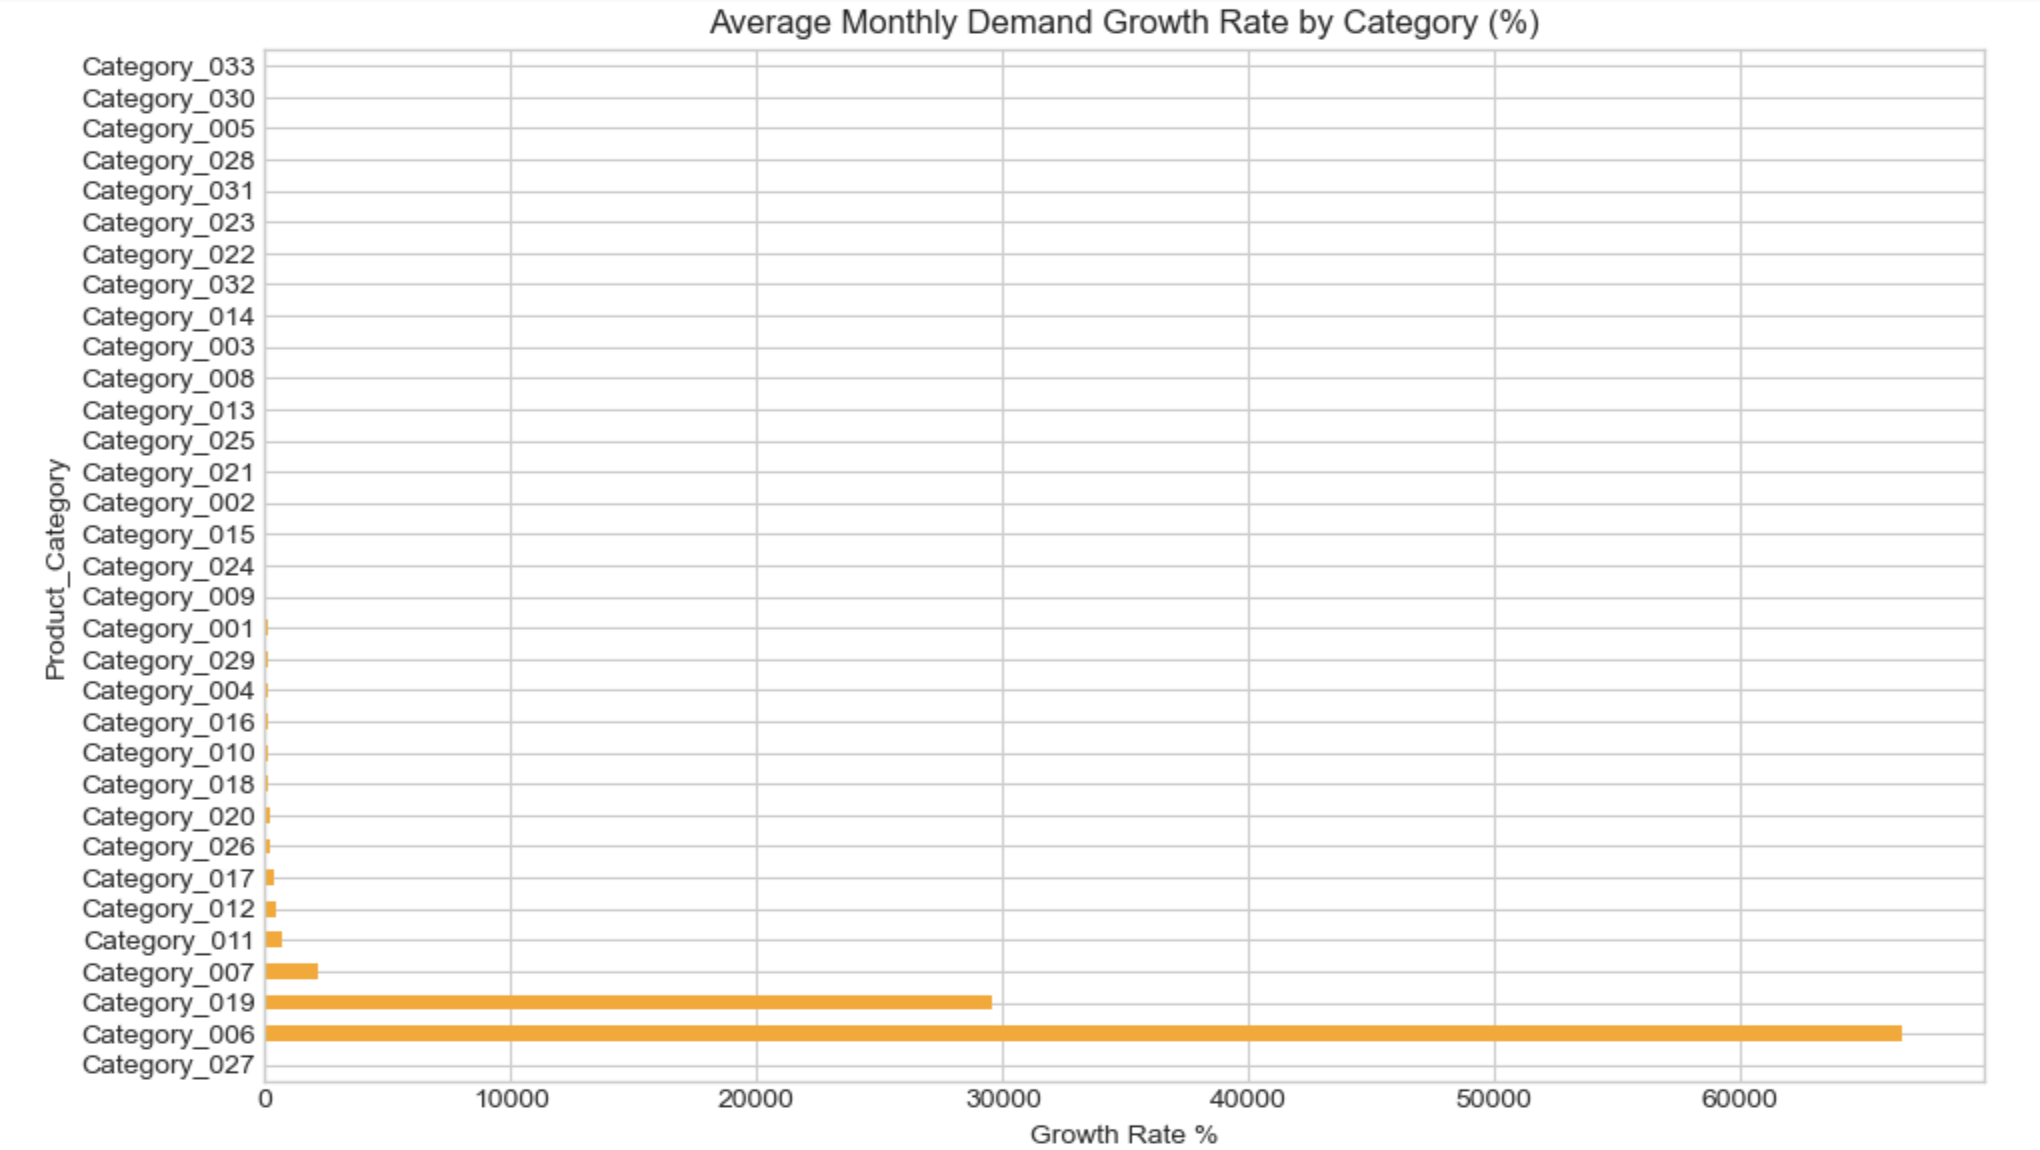 Average Monthly Demand Growth Rate by Category (%)
Product_Category
Category_033
Category_030
Category_005
Category_028
Category_031
Category_023
Category_022
Category_032
Category_014
Category_003
Category_008
Category_013
Category_025
Category_021
Category_002
Category_015
Category_024
Category_009
Category_001
Category_029
Category_004
Category_016
Category_010
Category_018
Category_020
Category_026
Category_017
Category_012
Category_011
Category_007
Category_019
Category_006
Category_027
0 10000 20000 30000 40000 50000 60000
Growth Rate %